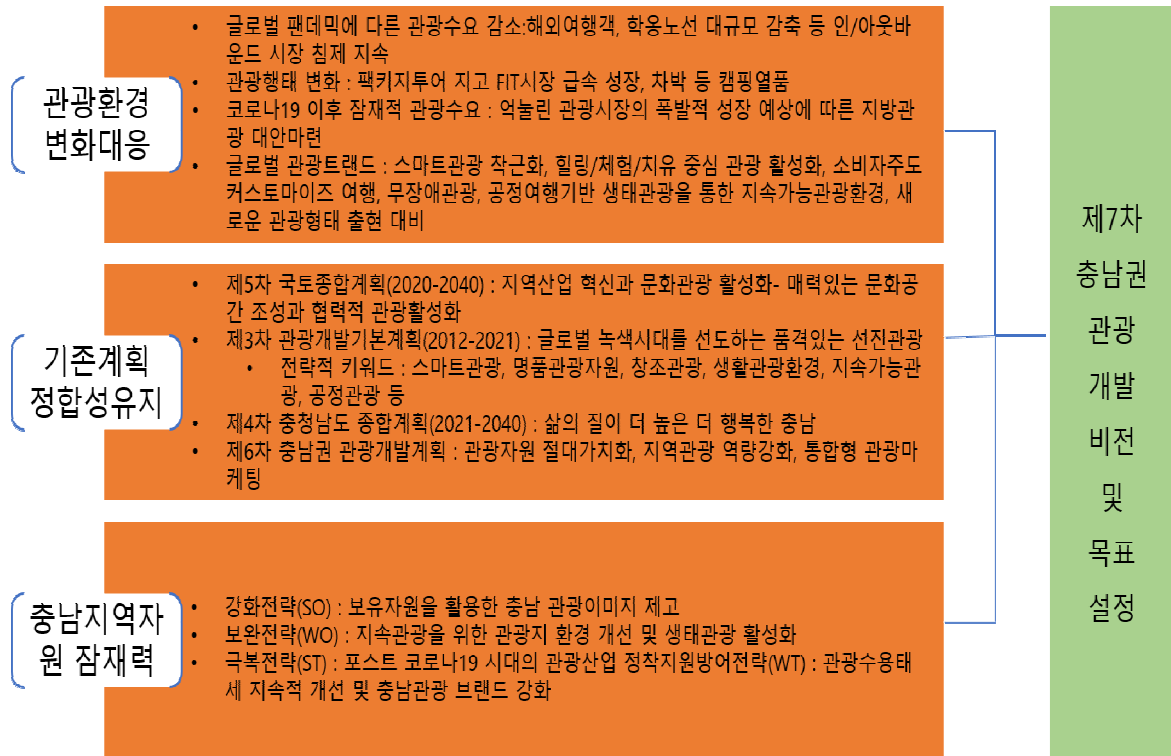 관광환경
변화대응
• 글로벌 팬데믹에 다른 관광수요 감소:해외여행객, 학옹노선 대규모 감축 등 인/아웃바
운드 시장 침제 지속
• 관광행태 변화 : 팩키지투어 지고 FIT시장 급속 성장, 차박 등 캠핑열품
• 코로나19 이후 잠재적 관광수요 : 억눌린 관광시장의 폭발적 성장 예상에 따른 지방관
광 대안마련
• 글로벌 관광트랜드 : 스마트관광 착근화, 힐링/체험/치유 중심 관광 활성화, 소비자주도
커스토마이즈 여행, 무장애관광, 공정여행기반 생태관광을 통한 지속가능관광환경, 새
로운 관광형태 출현 대비
기존계획
정합성유지
• 제5차 국토종합계획(2020-2040) : 지역산업 혁신과 문화관광 활성화- 매력있는 문화공
간 조성과 협력적 관광활성화
• 제3차 관광개발기본계획(2012-2021) : 글로벌 녹색시대를 선도하는 품격있는 선진관광
• 전략적 키워드 : 스마트관광, 명품관광자원, 창조관광, 생활관광환경, 지속가능관
광, 공정관광 등
• 제4차 충청남도 종합계획(2021-2040) : 삶의 질이 더 높은 더 행복한 충남
• 제6차 충남권 관광개발계획 : 관광자원 절대가치화, 지역관광 역량강화, 통합형 관광마
케팅
충남지역자
원 잠재력
• 강화전략(SO) : 보유자원을 활용한 충남 관광이미지 제고
• 보완전략(WO) : 지속관광을 위한 관광지 환경 개선 및 생태관광 활성화
• 극복전략(ST) : 포스트 코로나19 시대의 관광산업 정착지원방어전략(WT) : 관광수용태
세 지속적 개선 및 충남관광 브랜드 강화
제7차
충남권
관광
개발
비전
및
목표
설정